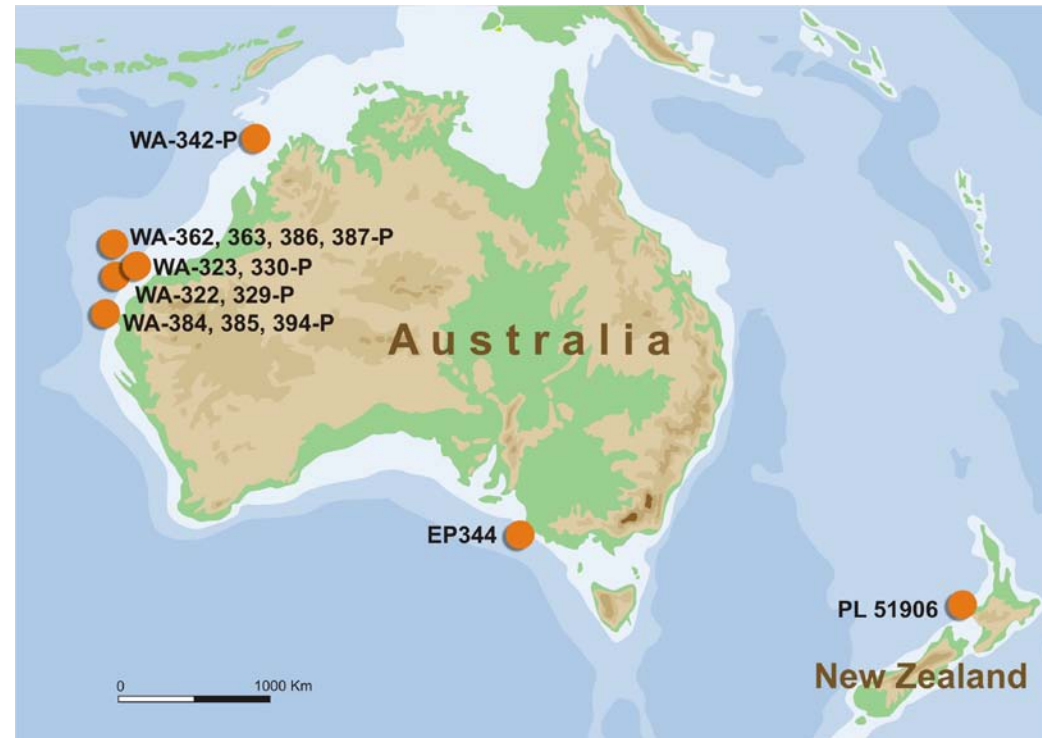 WA-342-P
WA-362, 363, 386, 387-P
WA-323, 330-P
WA-322, 329-P
WA-384, 385, 394-P
Australia
EP344
PL 51906
New Zealand
0 1000 Km